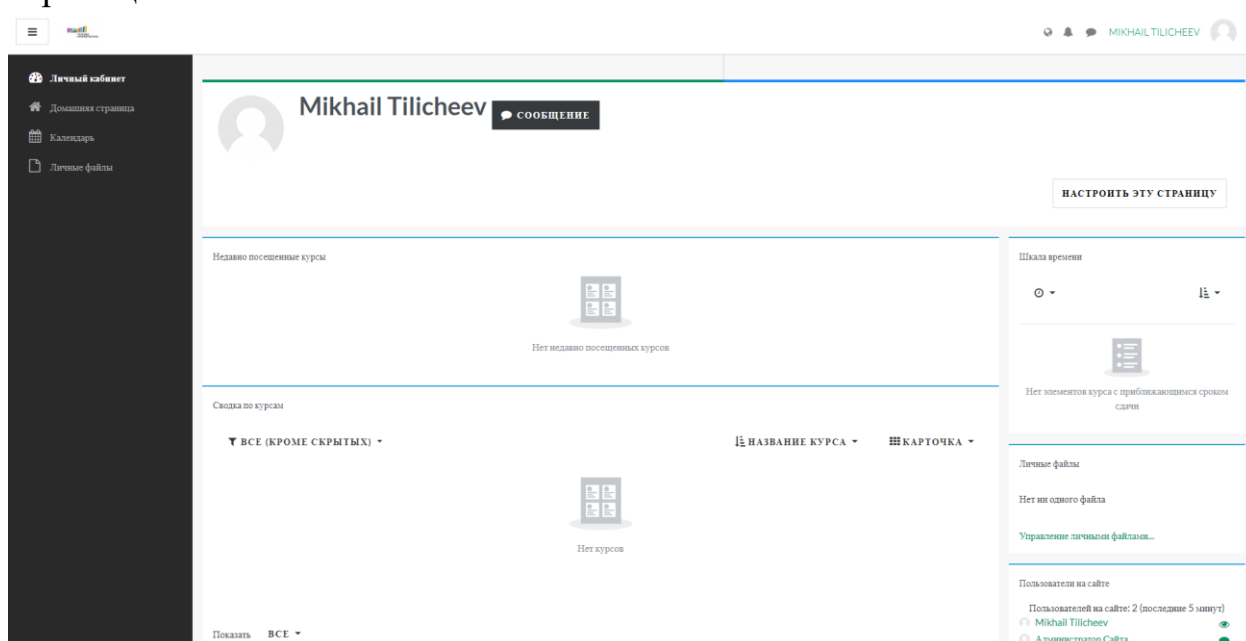 MIKHAIL TILICHEEV
Личный кабинет
Домашняя страница
Календарь
Личные файлы
Mikhail Tilicheev
СООБЩЕНИЕ
НАСТРОИТЬ ЭТУ СТРАНИЦУ
Недавно посещенные курсы
Нет недавно посещенных курсов
Сводка по курсам
ВСЕ (КРОМЕ СКРЫТЫХ)
НАЗВАНИЕ КУРСА
КАРТОЧКА
Нет курсов
Показать ВСЕ
Шкала времени
Нет элементов курса с приближающимся сроком
сдачи
Личные файлы
Нет ни одного файла
Управление личными файлами...
Пользователи на сайте
Пользователей на сайте: 2 (последние 5 минут)
Mikhail Tilicheev
Администратор Сайта